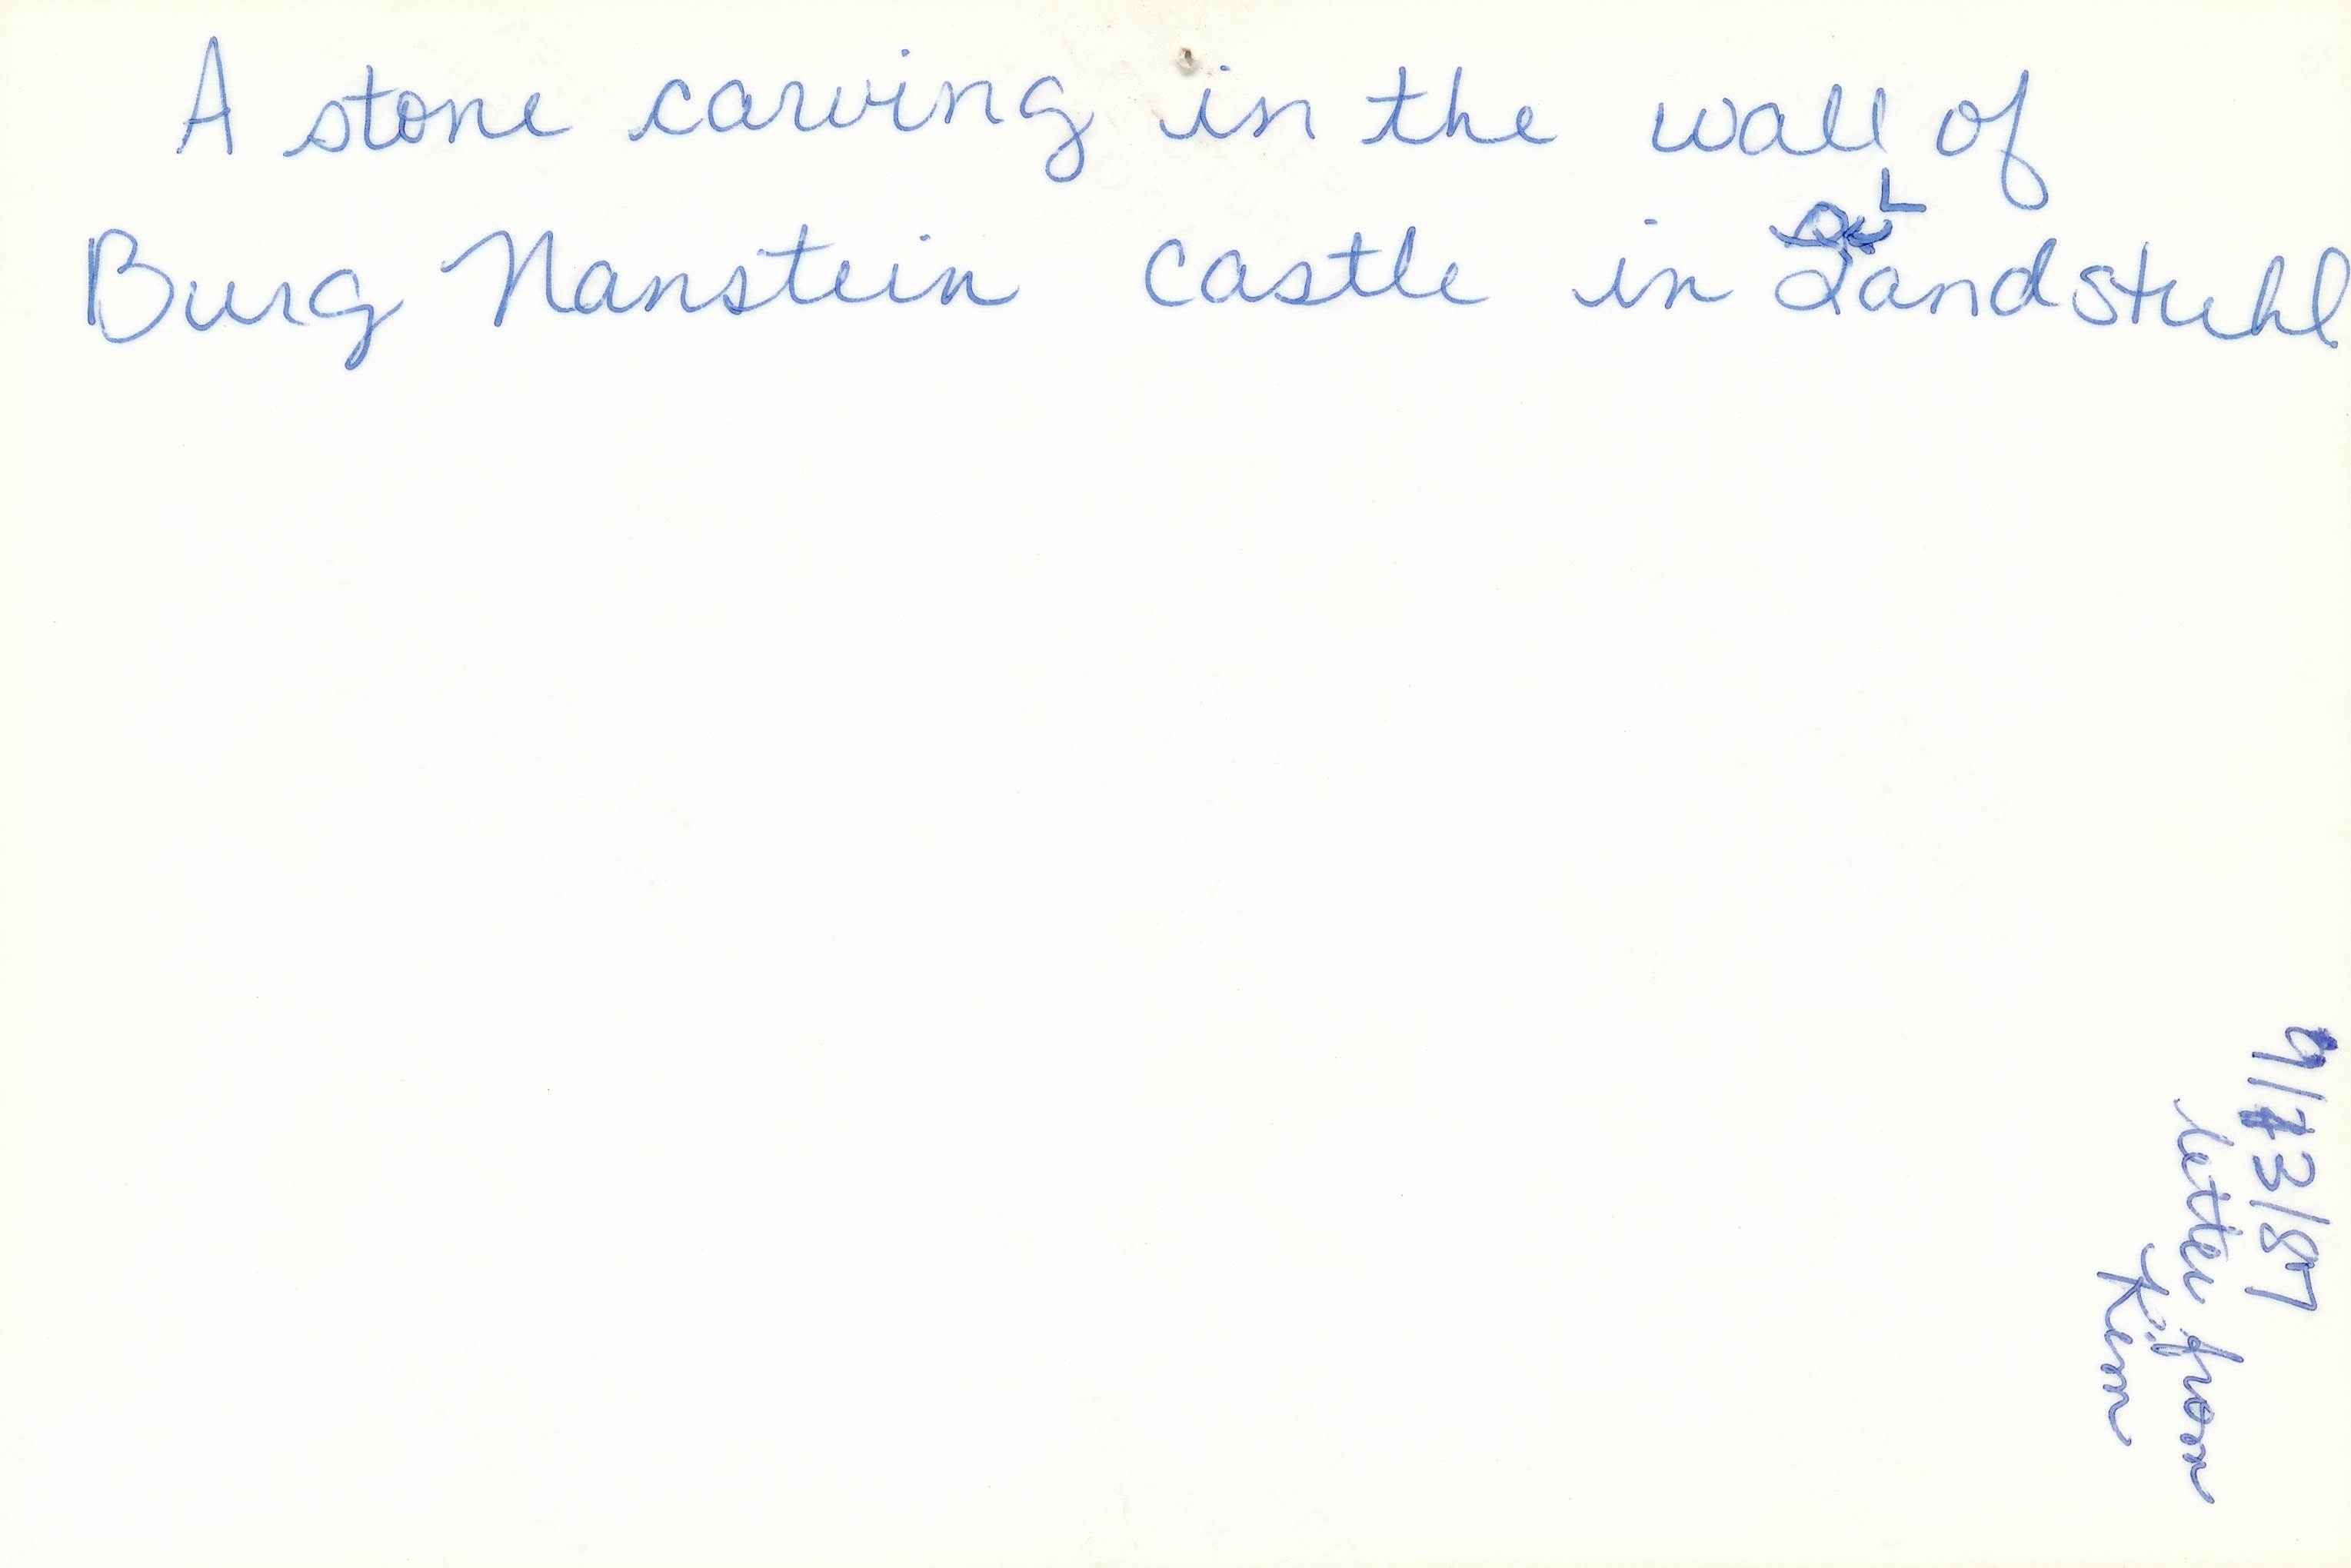 A stone carving in the wall of
Burg Nanstein castle in Landstuhl
9/13/87
letter from
Kim